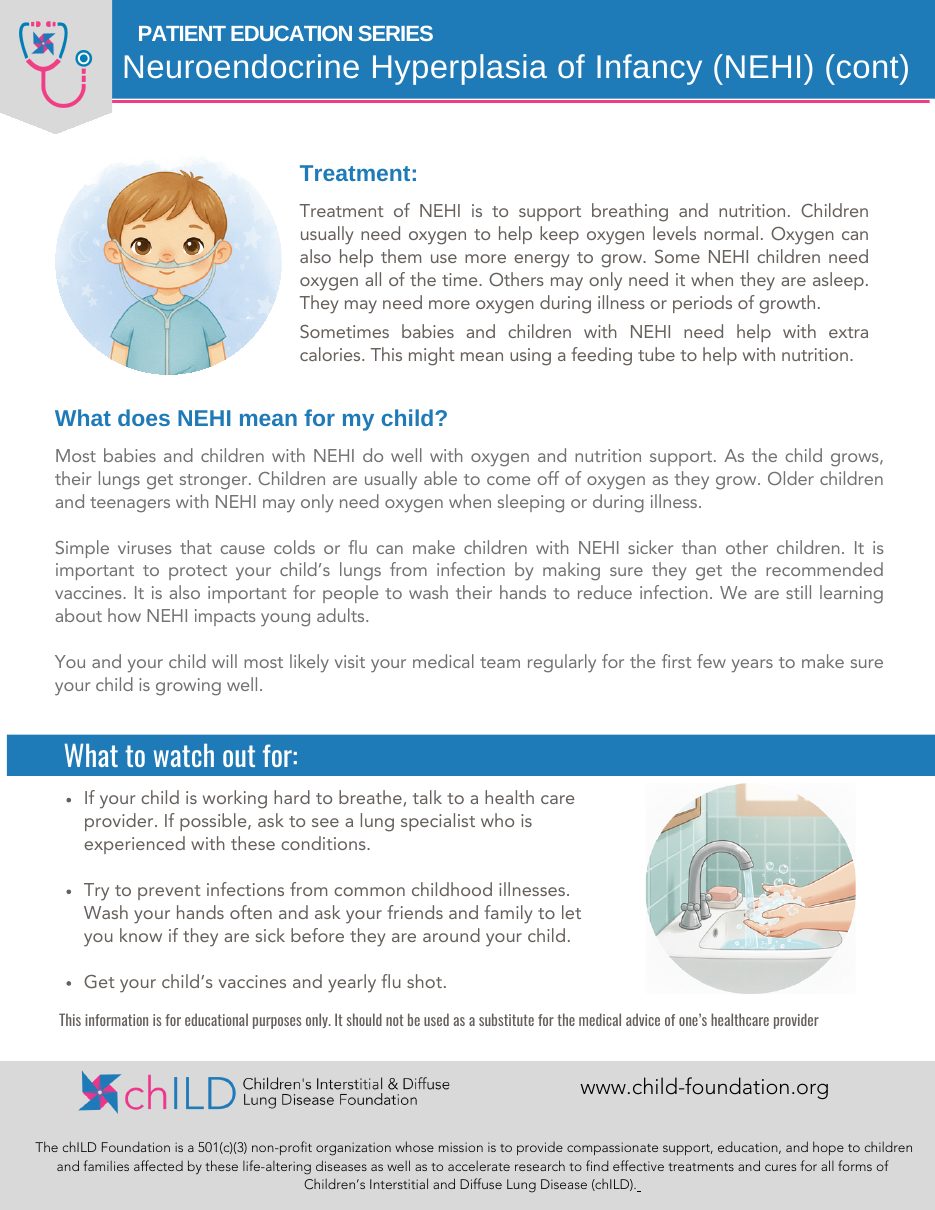 PATIENT EDUCATION SERIES
Neuroendocrine Hyperplasia of Infancy (NEHI) (cont)
Treatment:
Treatment of NEHI is to support breathing and nutrition. Children
usually need oxygen to help keep oxygen levels normal. Oxygen can
also help them use more energy to grow. Some NEHI children need
oxygen all of the time. Others may only need it when they are asleep.
They may need more oxygen during illness or periods of growth.
Sometimes babies and children with NEHI need help with extra
calories. This might mean using a feeding tube to help with nutrition.
What does NEHI mean for my child?
Most babies and children with NEHI do well with oxygen and nutrition support. As the child grows,
their lungs get stronger. Children are usually able to come off of oxygen as they grow. Older children
and teenagers with NEHI may only need oxygen when sleeping or during illness.
Simple viruses that cause colds or flu can make children with NEHI sicker than other children. It is
important to protect your child’s lungs from infection by making sure they get the recommended
vaccines. It is also important for people to wash their hands to reduce infection. We are still learning
about how NEHI impacts young adults.
You and your child will most likely visit your medical team regularly for the first few years to make sure
your child is growing well.
What to watch out for:
• If your child is working hard to breathe, talk to a health care
provider. If possible, ask to see a lung specialist who is
experienced with these conditions.
• Try to prevent infections from common childhood illnesses.
Wash your hands often and ask your friends and family to let
you know if they are sick before they are around your child.
• Get your child’s vaccines and yearly flu shot.
This information is for educational purposes only. It should not be used as a substitute for the medical advice of one’s healthcare provider
chILD
Children's Interstitial & Diffuse
Lung Disease Foundation
www.child-foundation.org
The chILD Foundation is a 501(c)(3) non-profit organization whose mission is to provide compassionate support, education, and hope to children
and families affected by these life-altering diseases as well as to accelerate research to find effective treatments and cures for all forms of
Children’s Interstitial and Diffuse Lung Disease (chILD).